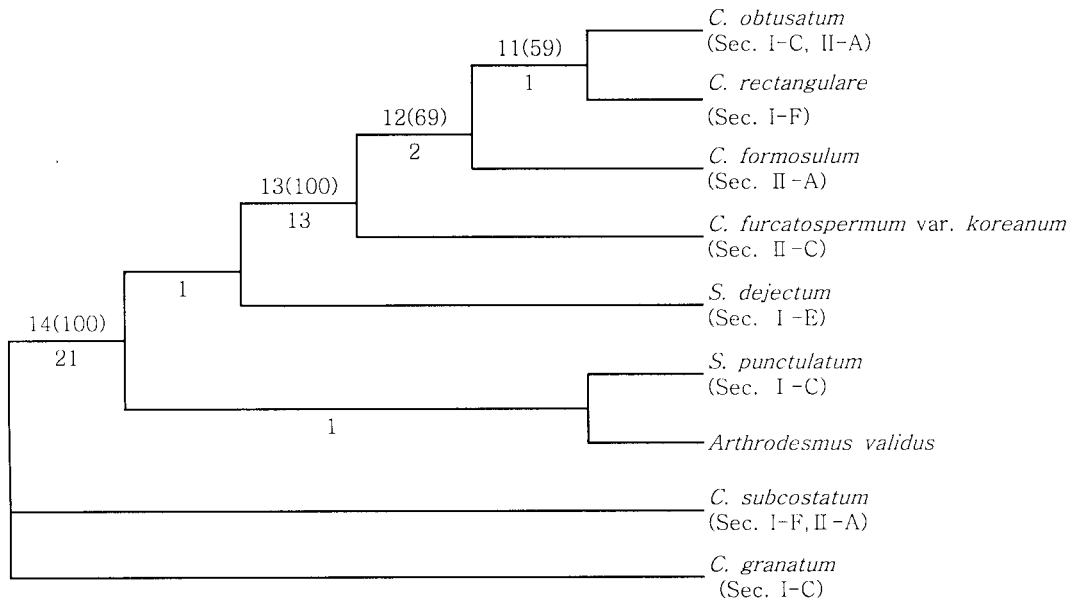 C. obtusatum
(Sec. I-C, II-A)
11(59)
1
C. rectangulare
(Sec. I-F)
12(69)
2
C. formosulum
(Sec. II-A)
13(100)
13
C. furcatospermum var. koreanum
(Sec. II-C)
1
S. dejectum
(Sec. I-E)
14(100)
21
S. punctulatum
(Sec. I-C)
1
Arthrodesmus validus
C. subcostatum
(Sec. I-F, II-A)
C. granatum
(Sec. I-C)